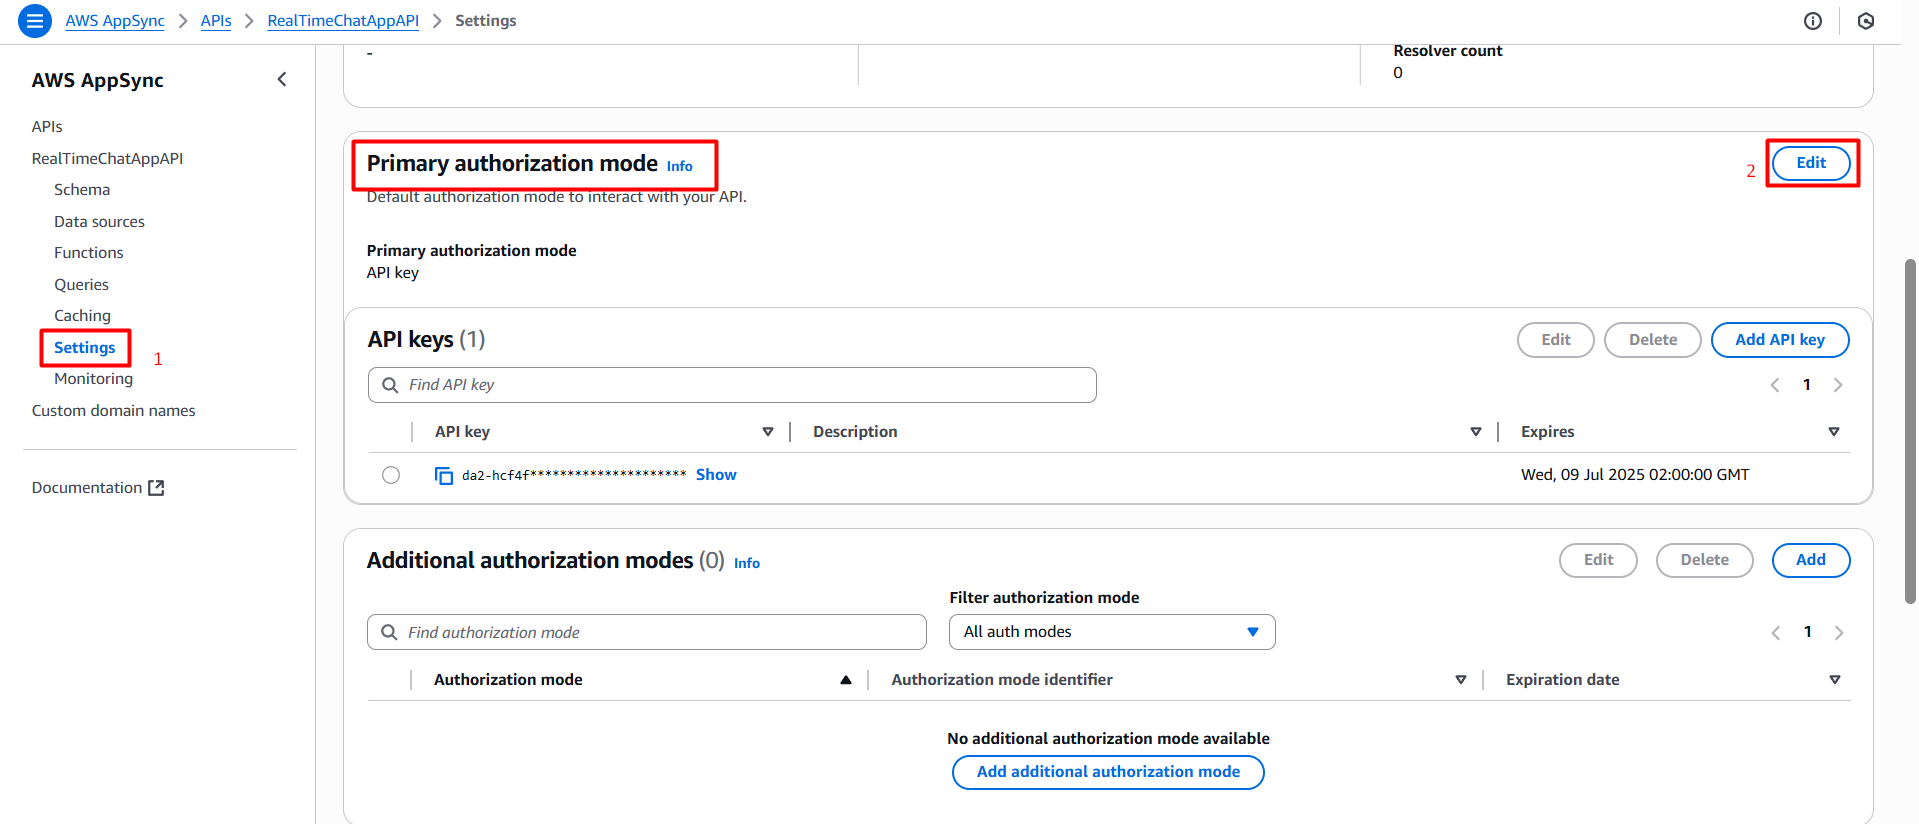 AWS AppSync > APIs > RealTimeChatAppAPI > Settings
AWS AppSync
APIs
RealTimeChatAppAPI
Schema
Data sources
Functions
Queries
Caching
Settings 1
Monitoring
Custom domain names
Documentation
-
Resolver count
0
Primary authorization mode Info
2 Edit
Default authorization mode to interact with your API.
Primary authorization mode
API key
API keys (1)
Edit Delete Add API key
Find API key
1
API key Description Expires
da2-hcf4f********************* Show Wed, 09 Jul 2025 02:00:00 GMT
Additional authorization modes (0) Info
Edit Delete Add
Filter authorization mode
Find authorization mode All auth modes 1
Authorization mode Authorization mode identifier Expiration date
No additional authorization mode available
Add additional authorization mode